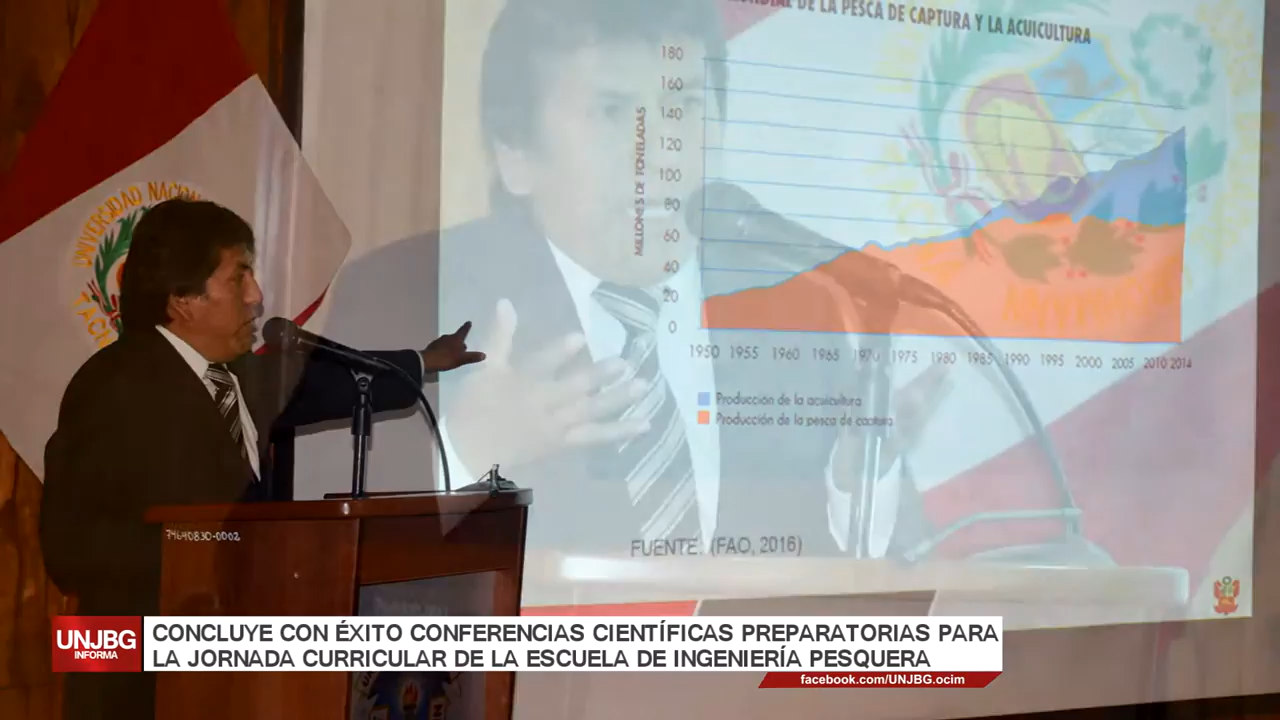 DE LA PESCA DE CAPTURA Y LA ACUICULTURA
MILLONES DE TONELADAS
180
160
140
120
100
80
60
40
20
0
1950 1955 1960 1965 1970 1975 1980 1985 1990 1995 2000 2005 2010 2014
Producción de la acuicultura
Producción de la pesca de captura
FUENTE: (FAO, 2016)
UNIVERSIDAD NACION
74640830-0002
UNJBG
INFORMA
CONCLUYE CON ÉXITO CONFERENCIAS CIENTÍFICAS PREPARATORIAS PARA
LA JORNADA CURRICULAR DE LA ESCUELA DE INGENIERÍA PESQUERA
facebook.com/UNJBG.ocim